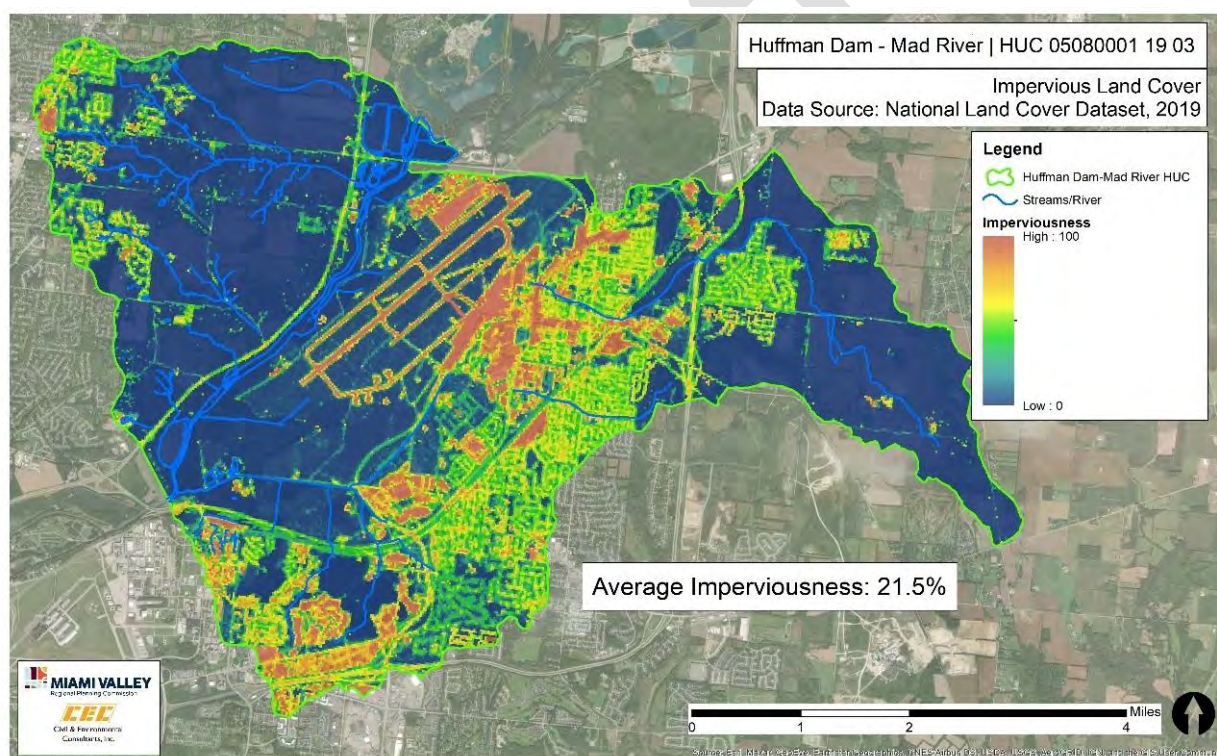 Huffman Dam - Mad River | HUC 05080001 19 03
Impervious Land Cover
Data Source: National Land Cover Dataset, 2019
Legend
Huffman Dam-Mad River HUC
Streams/River
Imperviousness
High : 100
Low : 0
Average Imperviousness: 21.5%
MIAMI VALLEY
Regional Planning Commission
CEC
Civil & Environmental
Consultants, Inc.
Miles
0 2 4